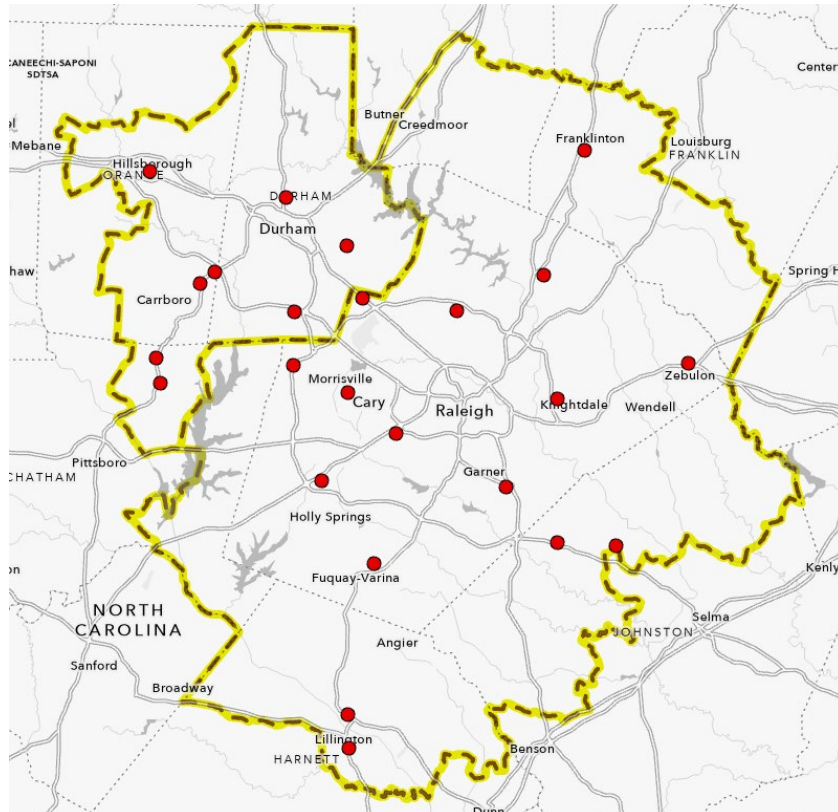 CANEECHI-SAPONI
SDTSA
Center
Butner
Creedmoor
Mebane
Franklinton
Louisburg
FRANKLIN
Hillsborough
ORANGE
DURHAM
Durham
haw
Spring H
Carrboro
Morrisville
Cary
Raleigh
Knightdale
Wendell
Zebulon
Pittsboro
CHATHAM
Garner
Holly Springs
Fuquay-Varina
Kenly
NORTH
CAROLINA
Selma
JOHNSTON
Angier
Sanford
Broadway
Lillington
HARNETT
Benson
Dunn